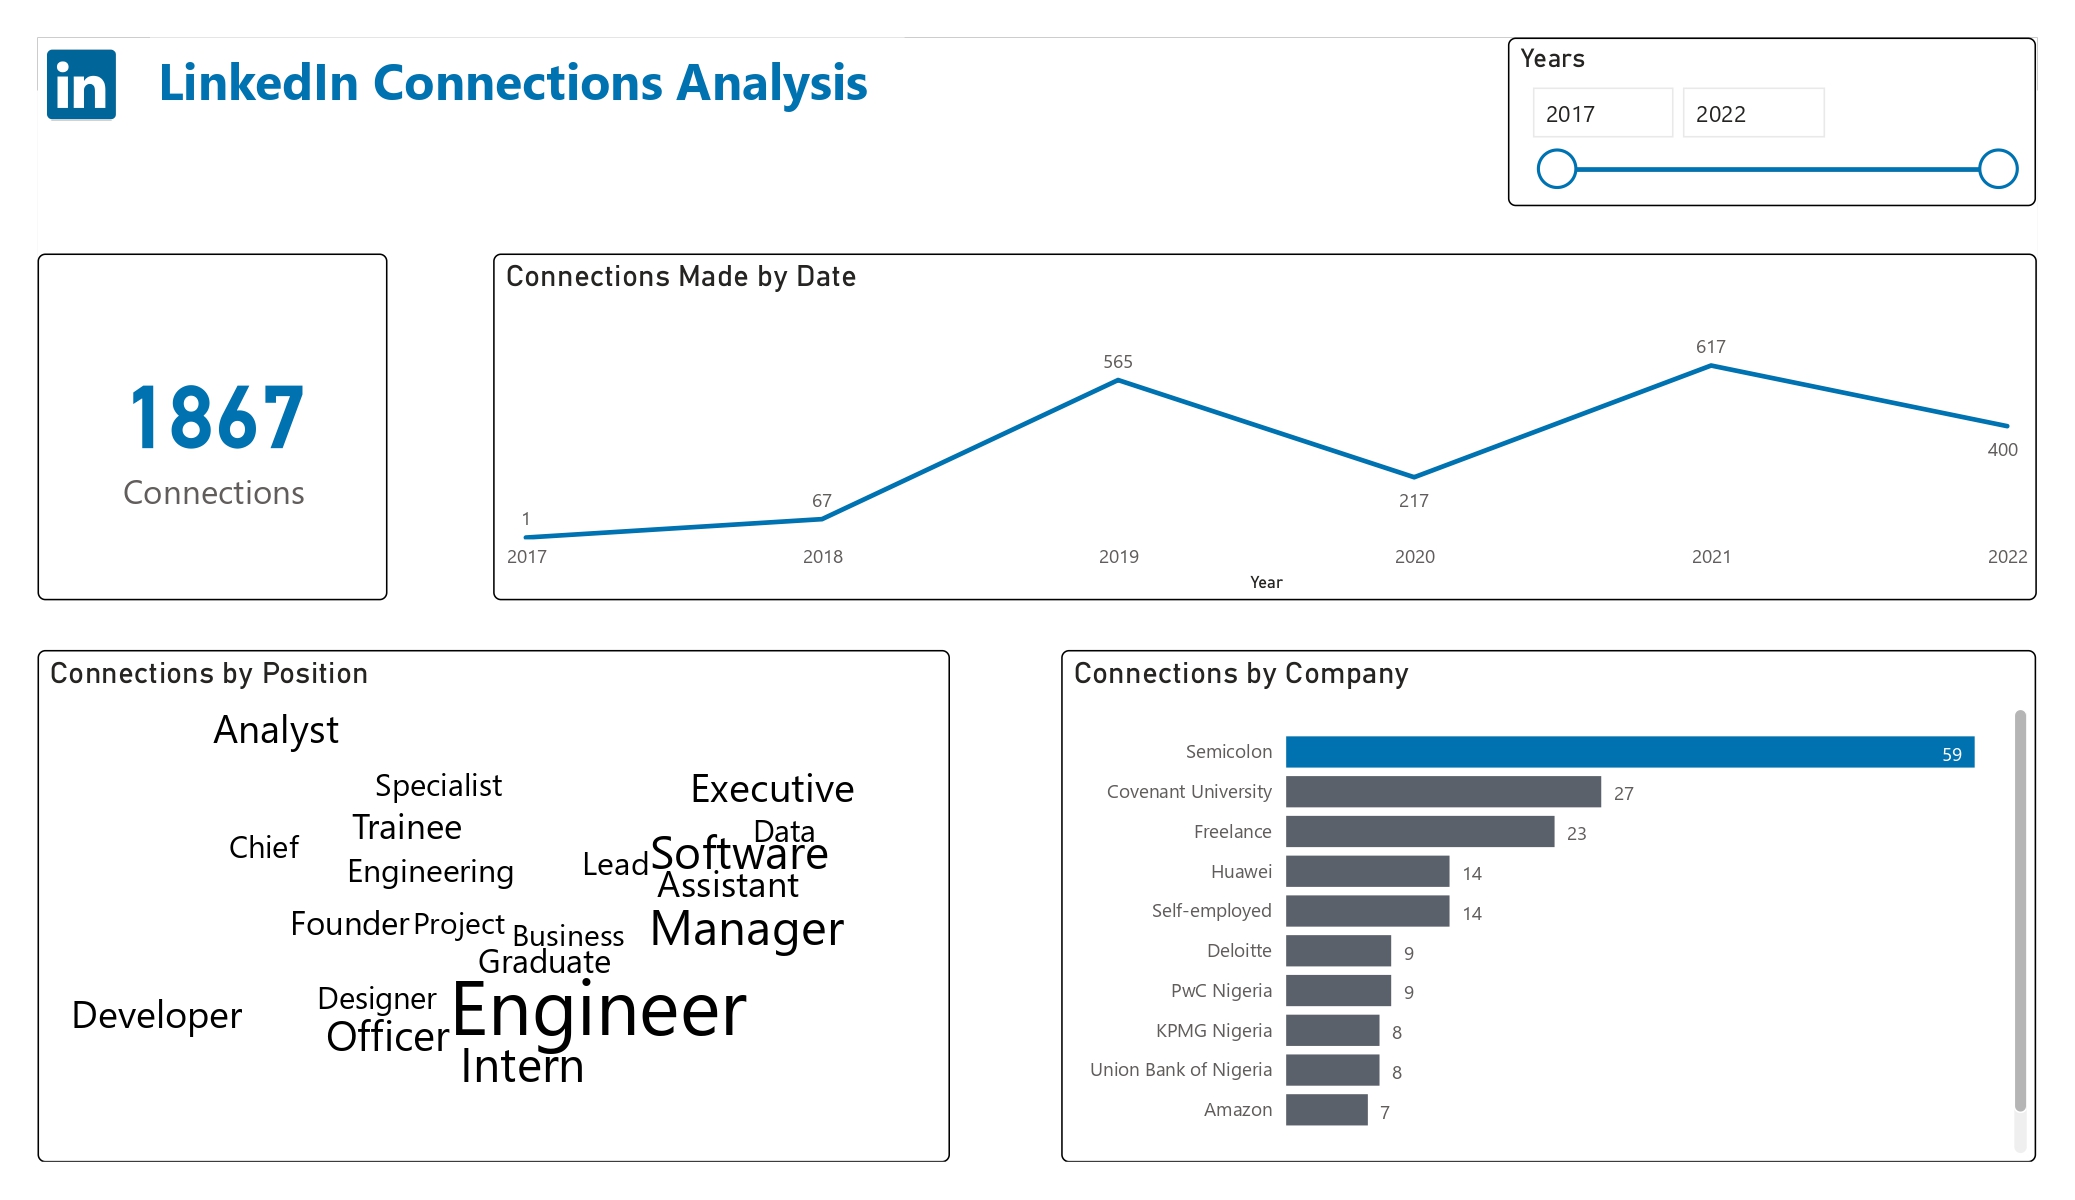 in LinkedIn Connections Analysis
Years
2017 2022
1867
Connections
Connections Made by Date
1 67 565 217 617 400
2017 2018 2019 2020 2021 2022
Year
Connections by Position
Analyst
Specialist
Executive
Trainee
Data
Chief
Software
Engineering
Lead
Assistant
Founder
Project
Business
Manager
Graduate
Designer
Engineer
Developer
Officer
Intern
Connections by Company
Semicolon 59
Covenant University 27
Freelance 23
Huawei 14
Self-employed 14
Deloitte 9
PwC Nigeria 9
KPMG Nigeria 8
Union Bank of Nigeria 8
Amazon 7